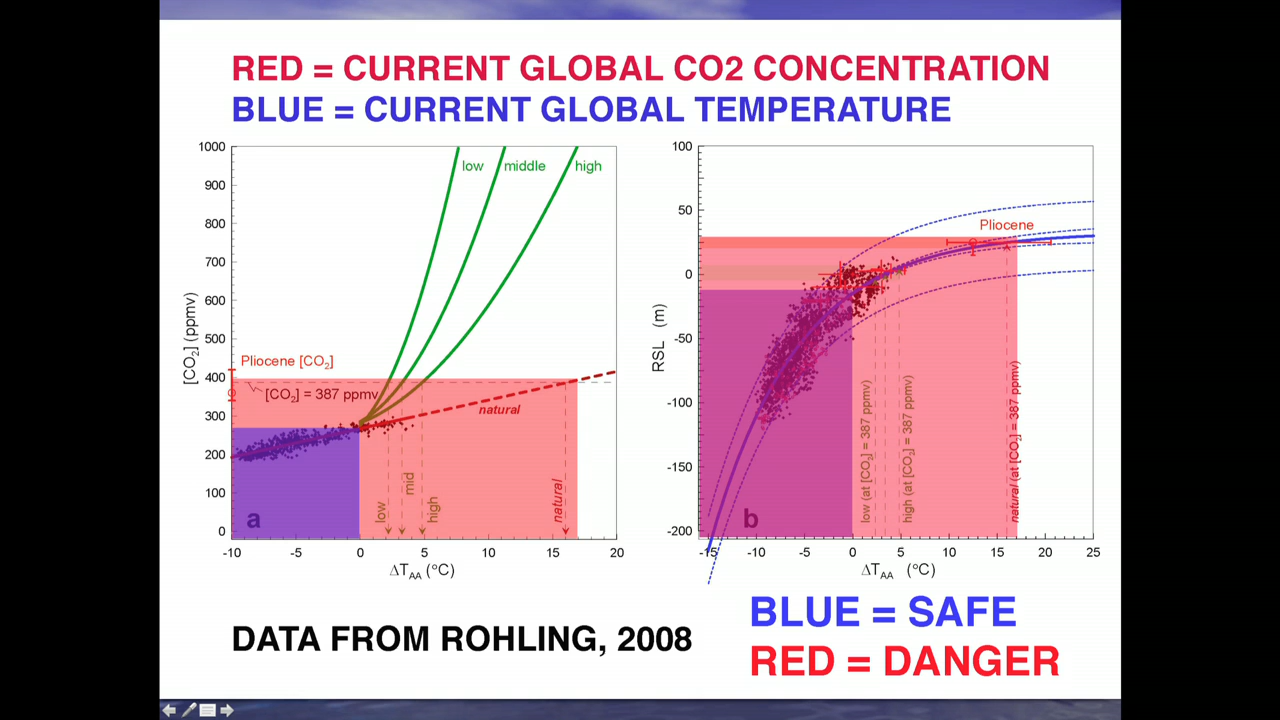 RED = CURRENT GLOBAL CO2 CONCENTRATION
BLUE = CURRENT GLOBAL TEMPERATURE
1000
900
800
700
600
500
400
300
200
100
0
[CO₂] (ppmv)
low
middle
high
Pliocene [CO₂]
[CO₂] = 387 ppmv
natural
low
mid
high
natural
a
-10
-5
0
5
10
15
20
ΔT_AA (°C)
100
50
0
-50
-100
-150
-200
RSL (m)
Pliocene
low (at [CO₂] = 387 ppmv)
high (at [CO₂] = 387 ppmv)
natural (at [CO₂] = 387 ppmv)
b
-15
-10
-5
0
5
10
15
20
25
ΔT_AA (°C)
DATA FROM ROHLING, 2008
BLUE = SAFE
RED = DANGER